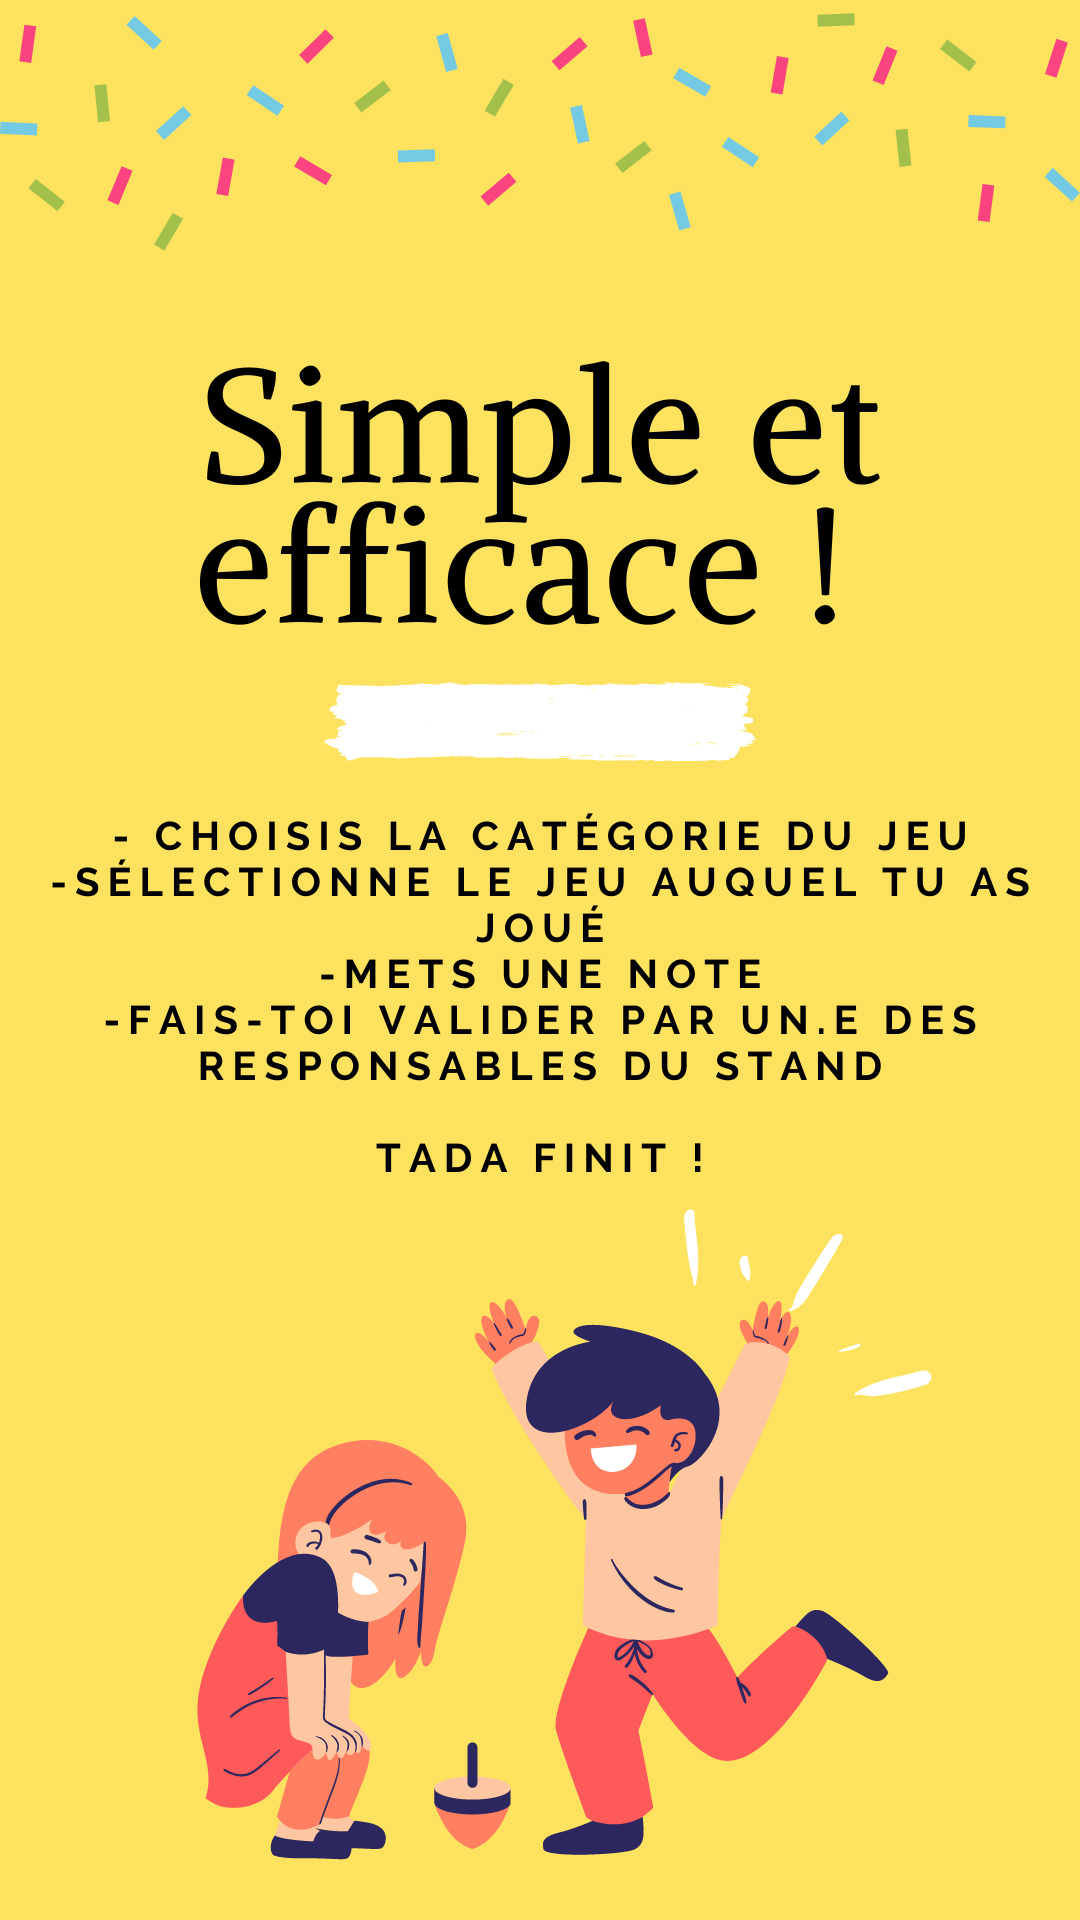 Simple et
efficace !
- CHOISIS LA CATÉGORIE DU JEU
-SÉLECTIONNE LE JEU AUQUEL TU AS
JOUÉ
-METS UNE NOTE
-FAIS-TOI VALIDER PAR UN.E DES
RESPONSABLES DU STAND
TADA FINIT !